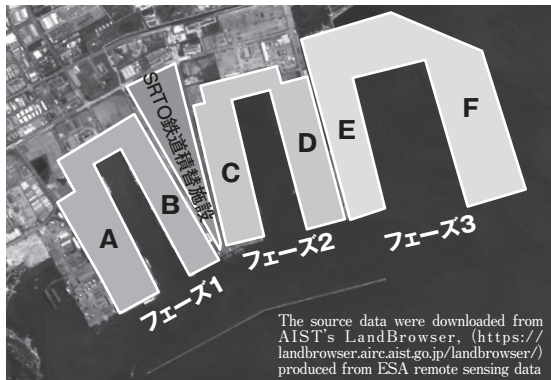 SRTO鉄道積替施設
A
B
C
D
E
F
フェーズ1
フェーズ2
フェーズ3
The source data were downloaded from
AIST's LandBrowser, (https://
landbrowser.airc.aist.go.jp/landbrowser/)
produced from ESA remote sensing data